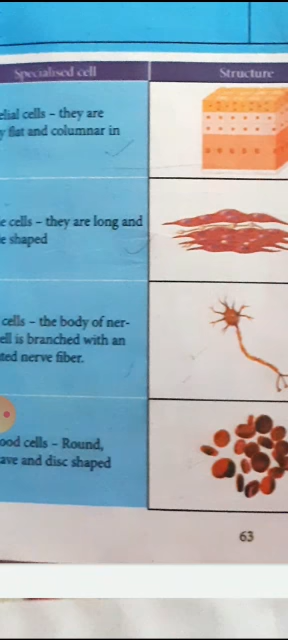 Specialised cell Structure
elial cells – they are
y flat and columnar in
e cells – they are long and
e shaped
cells – the body of ner-
ell is branched with an
ted nerve fiber.
ood cells – Round,
ave and disc shaped
63